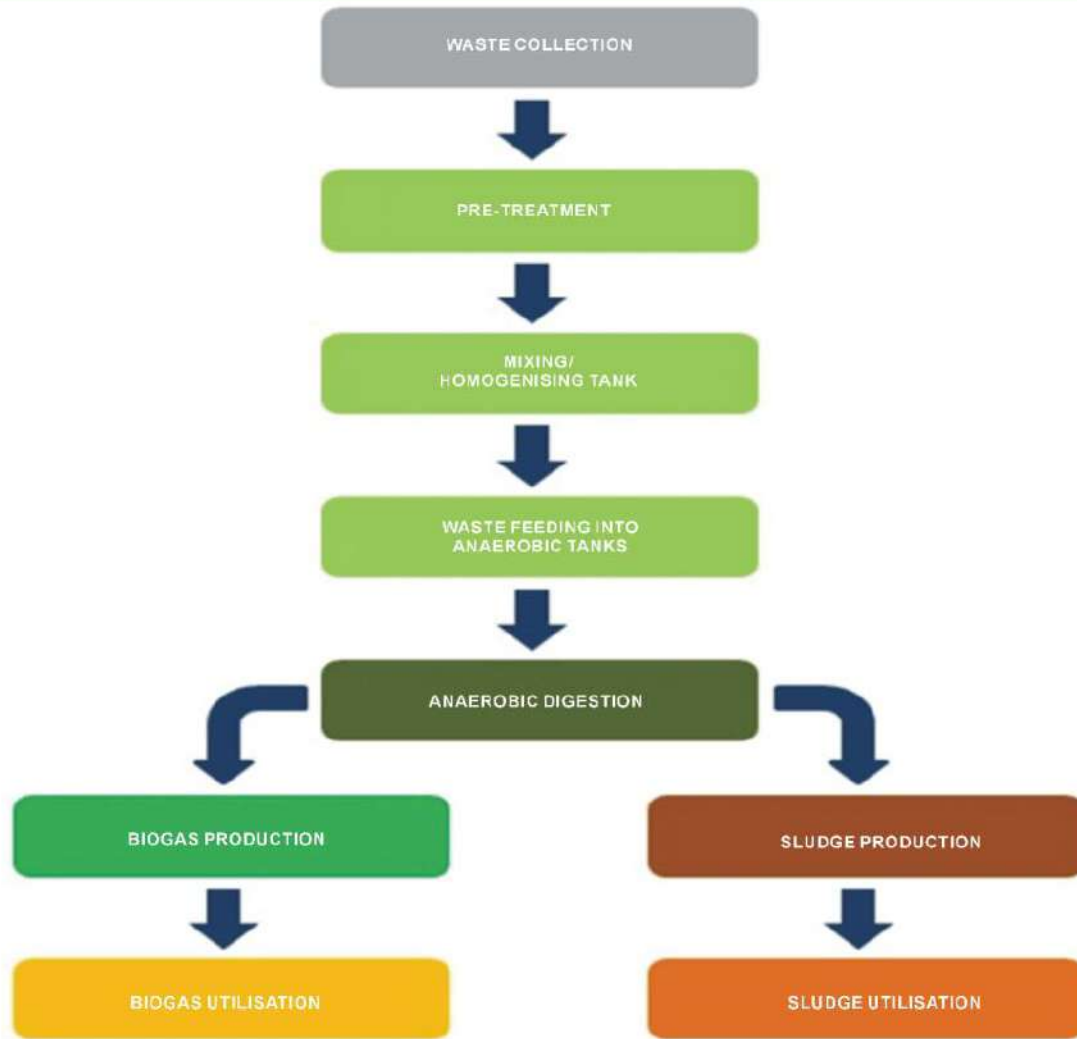 WASTE COLLECTION
PRE-TREATMENT
MIXING/
HOMOGENISING TANK
WASTE FEEDING INTO
ANAEROBIC TANKS
ANAEROBIC DIGESTION
BIOGAS PRODUCTION
SLUDGE PRODUCTION
BIOGAS UTILISATION
SLUDGE UTILISATION